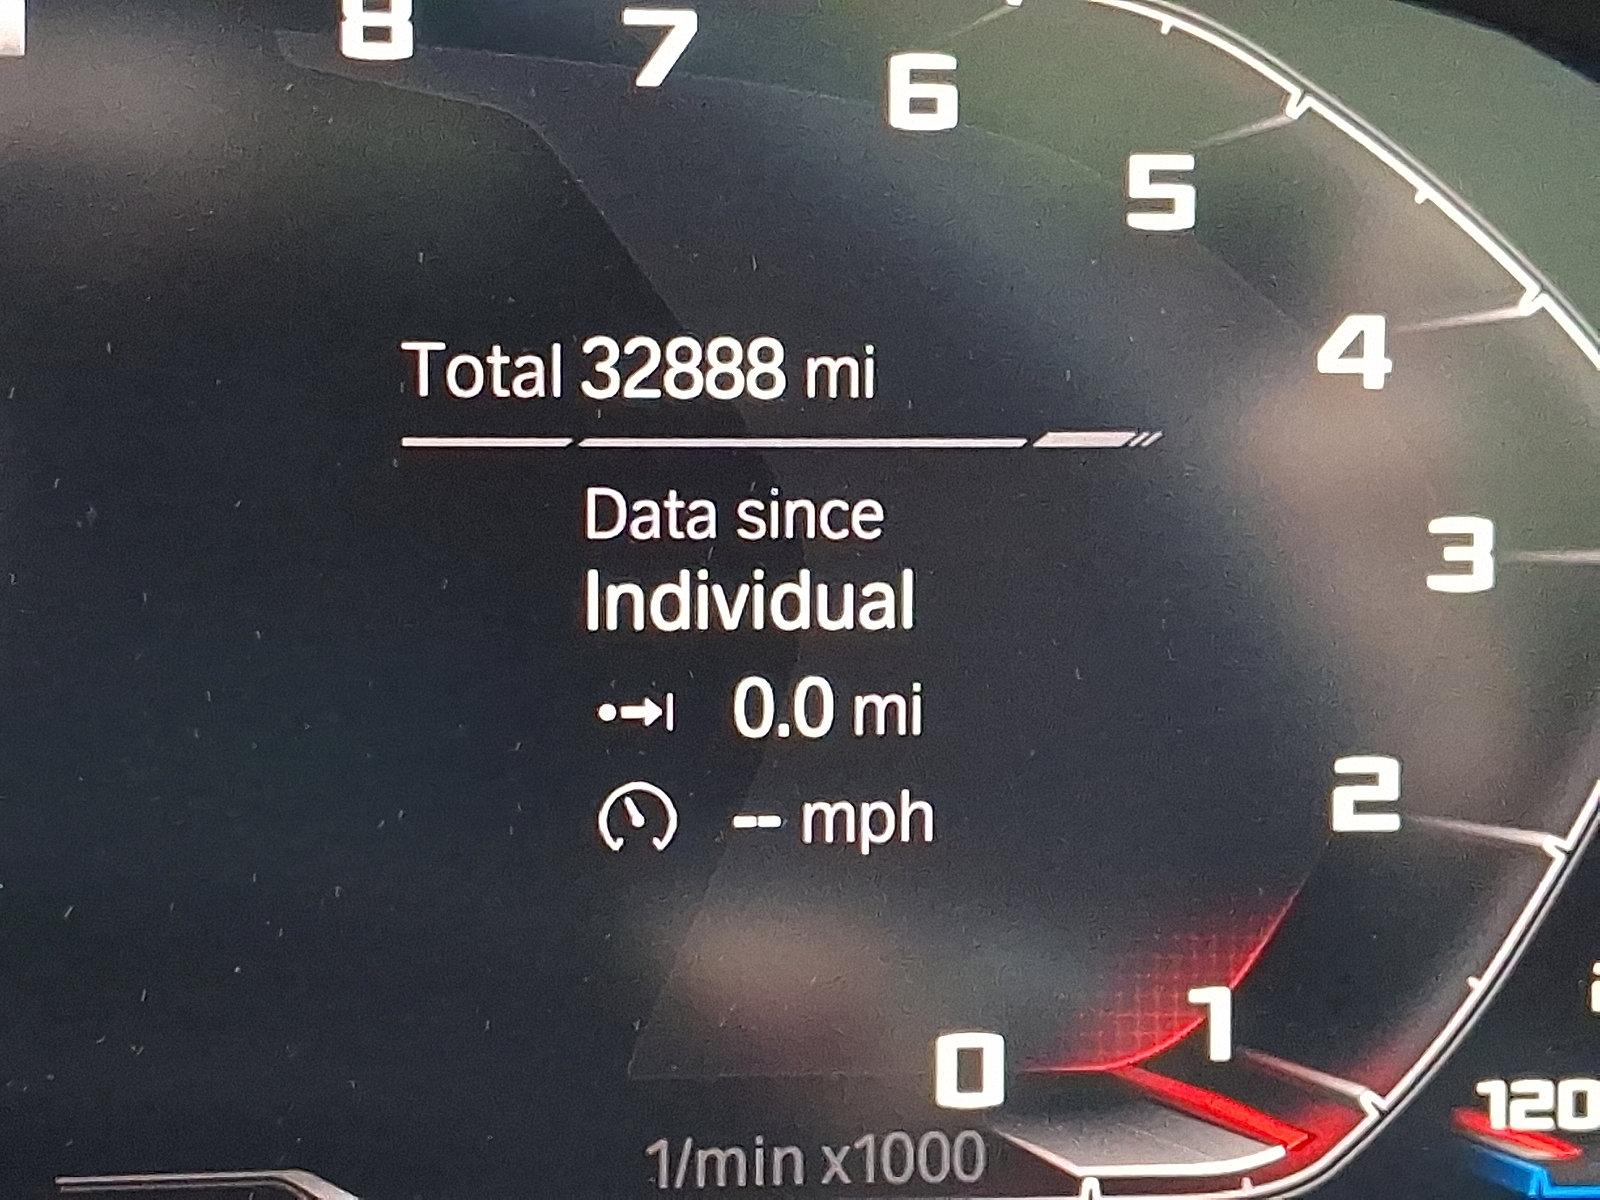 8
7
6
5
4
3
2
1
0
Total 32888 mi
Data since
Individual
0.0 mi
-- mph
1/min x1000
120